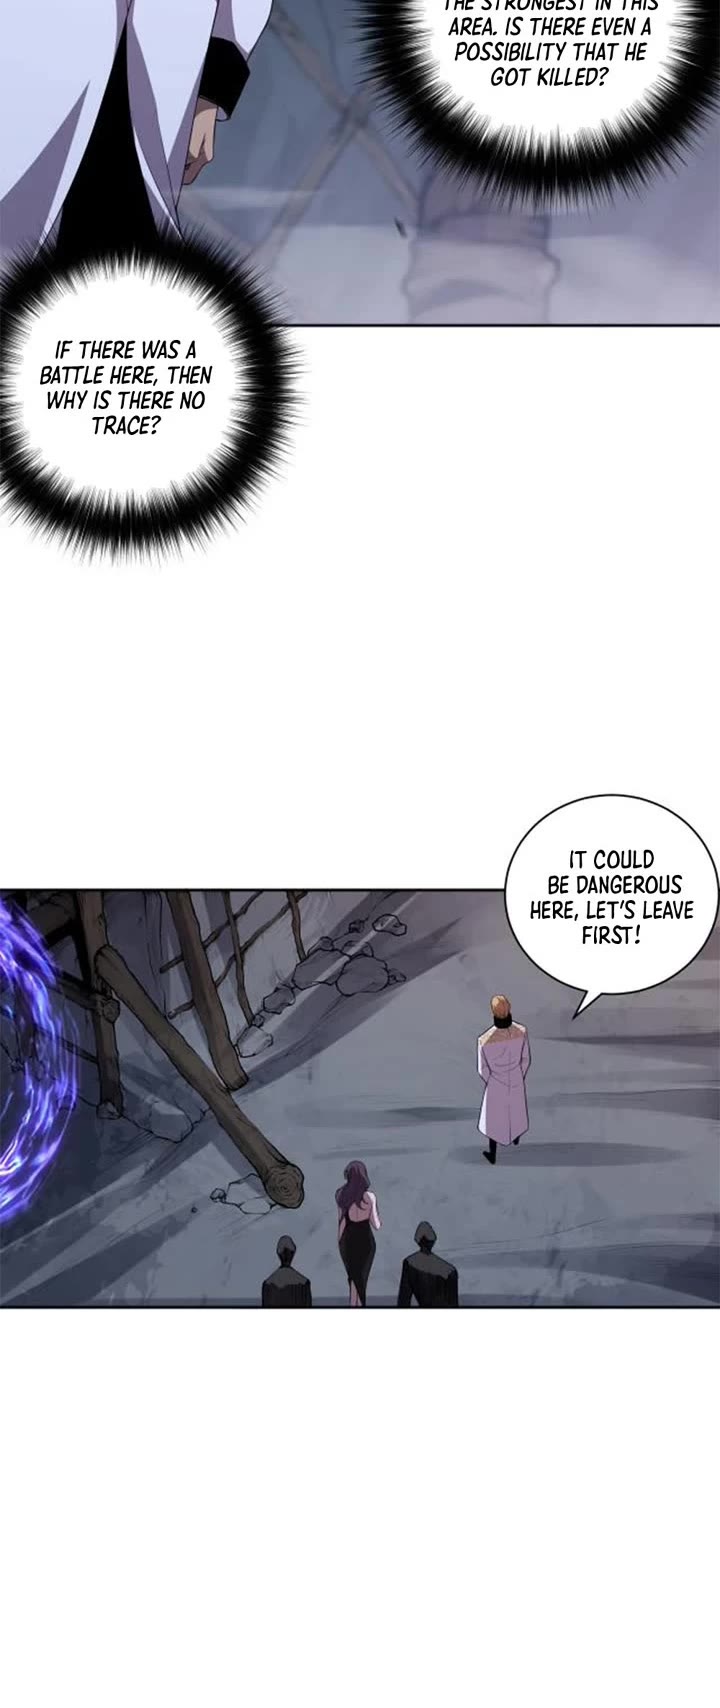 THE STRONGEST IN THIS
AREA. IS THERE EVEN A
POSSIBILITY THAT HE
GOT KILLED?
IF THERE WAS A
BATTLE HERE, THEN
WHY IS THERE NO
TRACE?
IT COULD
BE DANGEROUS
HERE, LET'S LEAVE
FIRST!